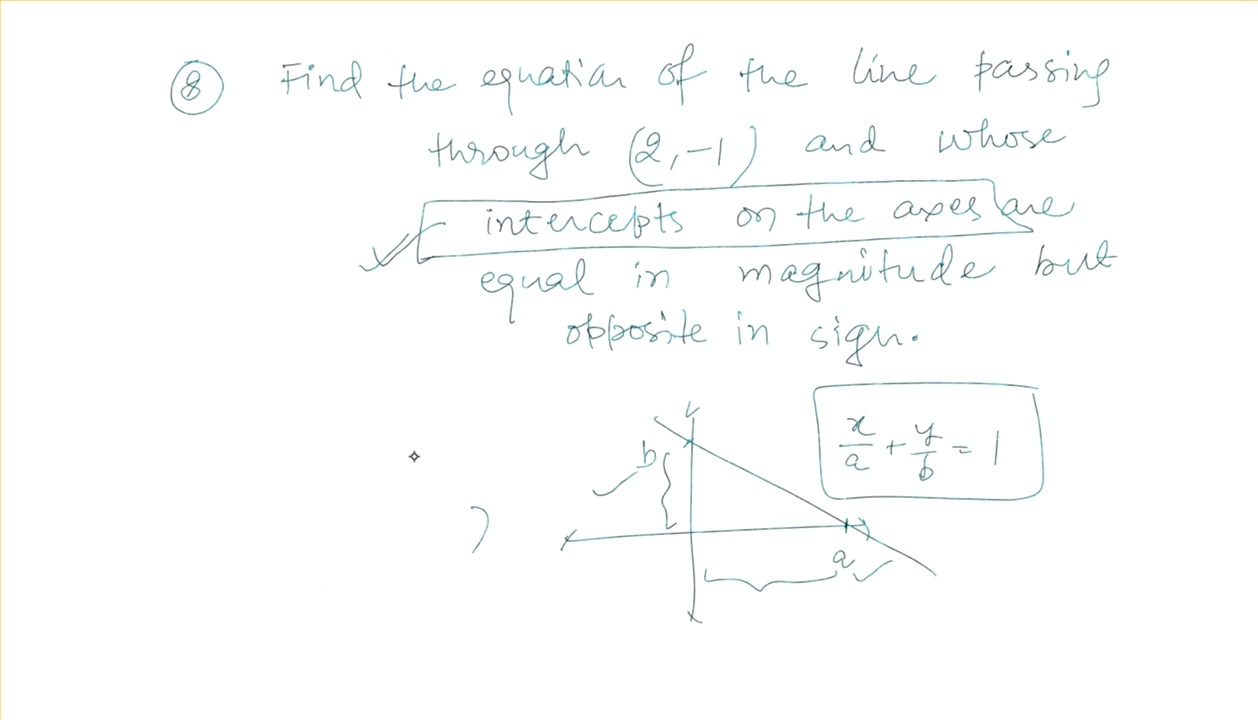 8 Find the equation of the line passing
through (2,-1) and whose
intercepts on the axes are
equal in magnitude but
opposite in sign.
x/a + y/b = 1
b
a